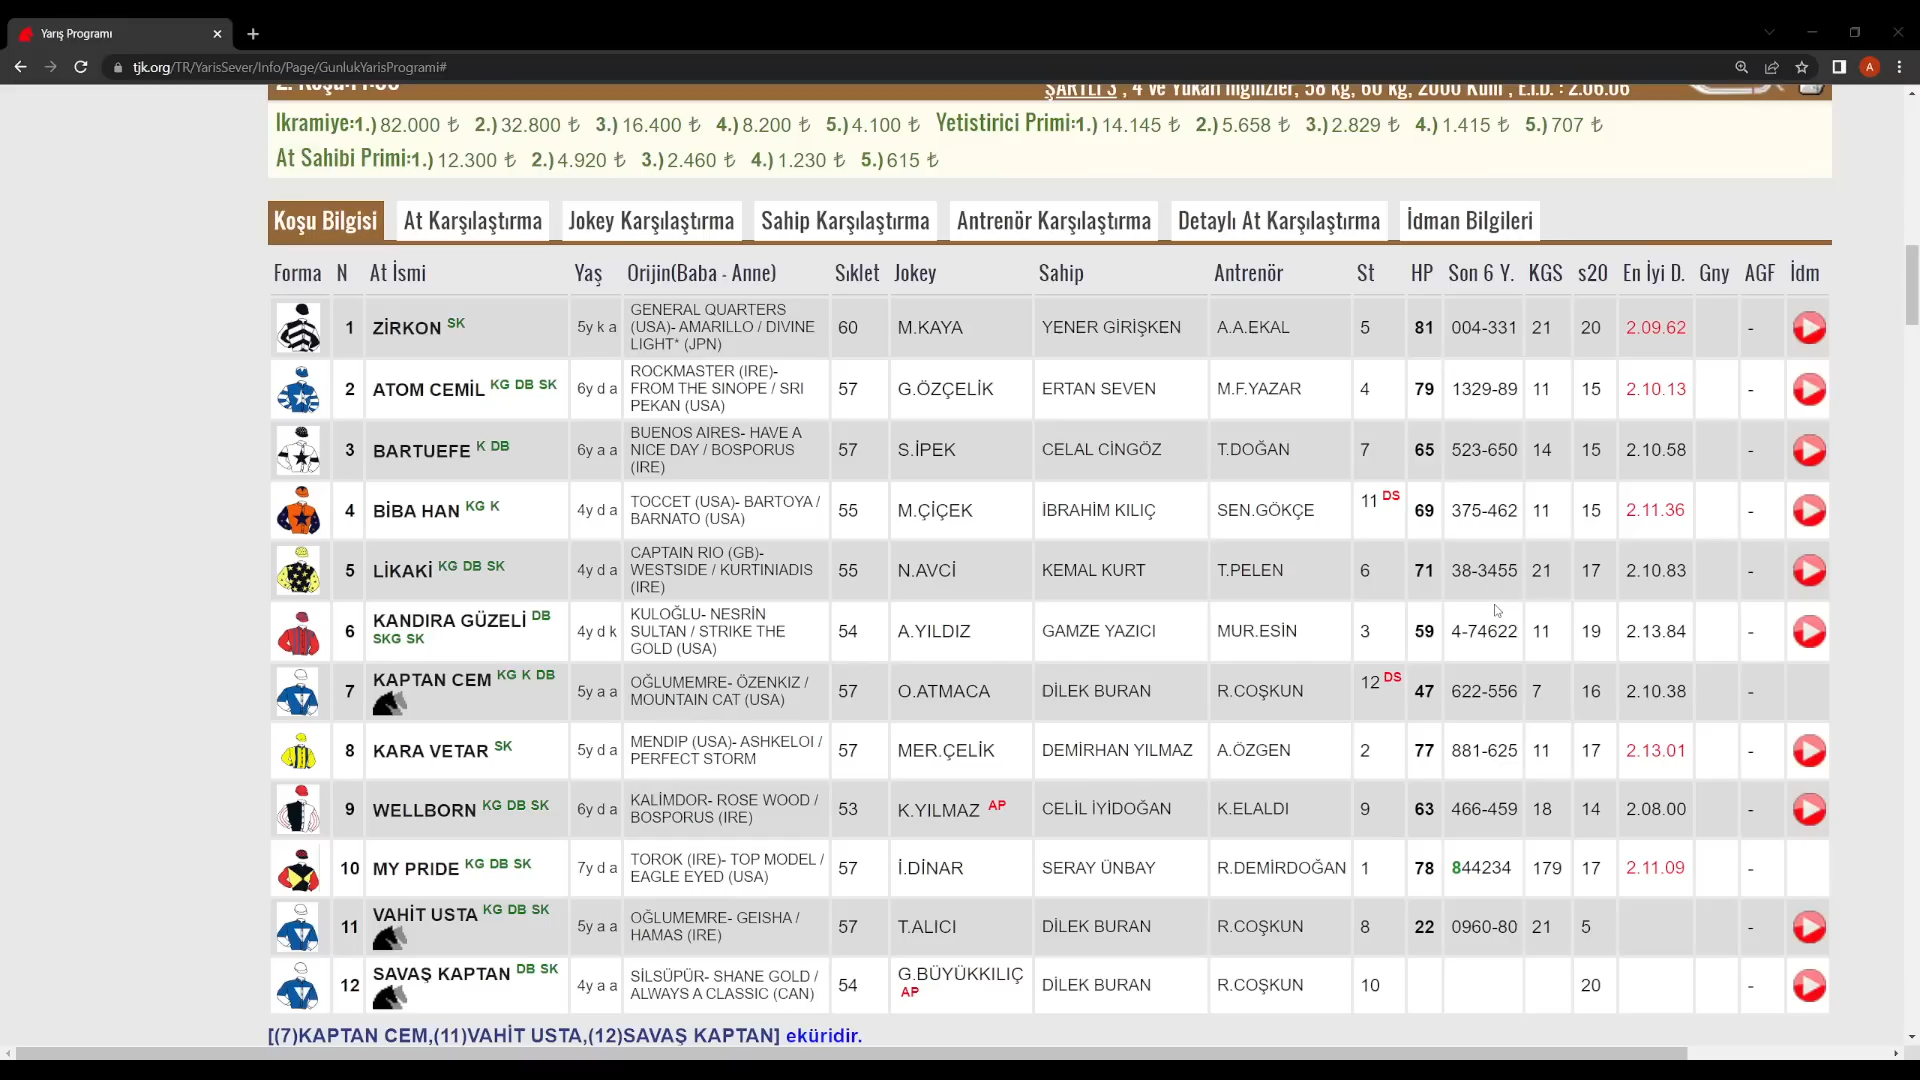 Yarış Programı
tjk.org/TR/YarisSever/Info/Page/GunlukYarisProgrami#
A
ŞARTLI 3 , 4 ve Yukarı İngilizler, 58 kg, 60 kg, 2000 Kum , E.İ.D. : 2.06.06
İkramiye:1.) 82.000 ₺ 2.) 32.800 ₺ 3.) 16.400 ₺ 4.) 8.200 ₺ 5.) 4.100 ₺ Yetistirici Primi:1.) 14.145 ₺ 2.) 5.658 ₺ 3.) 2.829 ₺ 4.) 1.415 ₺ 5.) 707 ₺
At Sahibi Primi:1.) 12.300 ₺ 2.) 4.920 ₺ 3.) 2.460 ₺ 4.) 1.230 ₺ 5.) 615 ₺
Koşu Bilgisi At Karşılaştırma Jokey Karşılaştırma Sahip Karşılaştırma Antrenör Karşılaştırma Detaylı At Karşılaştırma İdman Bilgileri
Forma N At İsmi Yaş Orijin(Baba - Anne) Sıklet Jokey Sahip Antrenör St HP Son 6 Y. KGS s20 En İyi D. Gny AGF İdm
1 ZİRKON SK 5y k a GENERAL QUARTERS (USA)- AMARILLO / DIVINE LIGHT* (JPN) 60 M.KAYA YENER GİRİŞKEN A.A.EKAL 5 81 004-331 21 20 2.09.62 -
2 ATOM CEMİL KG DB SK 6y d a ROCKMASTER (IRE)- FROM THE SINOPE / SRI PEKAN (USA) 57 G.ÖZÇELİK ERTAN SEVEN M.F.YAZAR 4 79 1329-89 11 15 2.10.13 -
3 BARTUEFE K DB 6y a a BUENOS AIRES- HAVE A NICE DAY / BOSPORUS (IRE) 57 S.İPEK CELAL CİNGÖZ T.DOĞAN 7 65 523-650 14 15 2.10.58 -
4 BİBA HAN KG K 4y d a TOCCET (USA)- BARTOYA / BARNATO (USA) 55 M.ÇİÇEK İBRAHİM KILIÇ SEN.GÖKÇE 11 DS 69 375-462 11 15 2.11.36 -
5 LİKAKİ KG DB SK 4y d a CAPTAIN RIO (GB)- WESTSIDE / KURTINIADIS (IRE) 55 N.AVCİ KEMAL KURT T.PELEN 6 71 38-3455 21 17 2.10.83 -
6 KANDIRA GÜZELİ DB SKG SK 4y d k KULOĞLU- NESRİN SULTAN / STRIKE THE GOLD (USA) 54 A.YILDIZ GAMZE YAZICI MUR.ESİN 3 59 4-74622 11 19 2.13.84 -
7 KAPTAN CEM KG K DB 5y a a OĞLUMEMRE- ÖZENKIZ / MOUNTAIN CAT (USA) 57 O.ATMACA DİLEK BURAN R.COŞKUN 12 DS 47 622-556 7 16 2.10.38 -
8 KARA VETAR SK 5y d a MENDIP (USA)- ASHKELOI / PERFECT STORM 57 MER.ÇELİK DEMİRHAN YILMAZ A.ÖZGEN 2 77 881-625 11 17 2.13.01 -
9 WELLBORN KG DB SK 6y d a KALİMDOR- ROSE WOOD / BOSPORUS (IRE) 53 K.YILMAZ AP CELİL İYİDOĞAN K.ELALDI 9 63 466-459 18 14 2.08.00 -
10 MY PRIDE KG DB SK 7y d a TOROK (IRE)- TOP MODEL / EAGLE EYED (USA) 57 İ.DİNAR SERAY ÜNBAY R.DEMİRDOĞAN 1 78 844234 179 17 2.11.09 -
11 VAHİT USTA KG DB SK 5y a a OĞLUMEMRE- GEISHA / HAMAS (IRE) 57 T.ALICI DİLEK BURAN R.COŞKUN 8 22 0960-80 21 5 -
12 SAVAŞ KAPTAN DB SK 4y a a SİLSÜPÜR- SHANE GOLD / ALWAYS A CLASSIC (CAN) 54 G.BÜYÜKKILIÇ AP DİLEK BURAN R.COŞKUN 10 20 -
[(7)KAPTAN CEM,(11)VAHİT USTA,(12)SAVAŞ KAPTAN] eküridir.